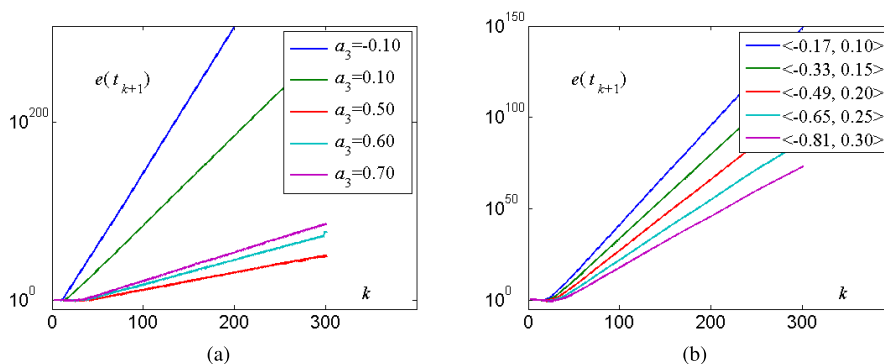 e(t_{k+1})
10^{200}
10^{0}
a_3=-0.10
a_3=0.10
a_3=0.50
a_3=0.60
a_3=0.70
k
0 100 200 300
(a)
10^{150}
e(t_{k+1})
10^{100}
10^{50}
10^{0}
<-0.17, 0.10>
<-0.33, 0.15>
<-0.49, 0.20>
<-0.65, 0.25>
<-0.81, 0.30>
k
0 100 200 300
(b)